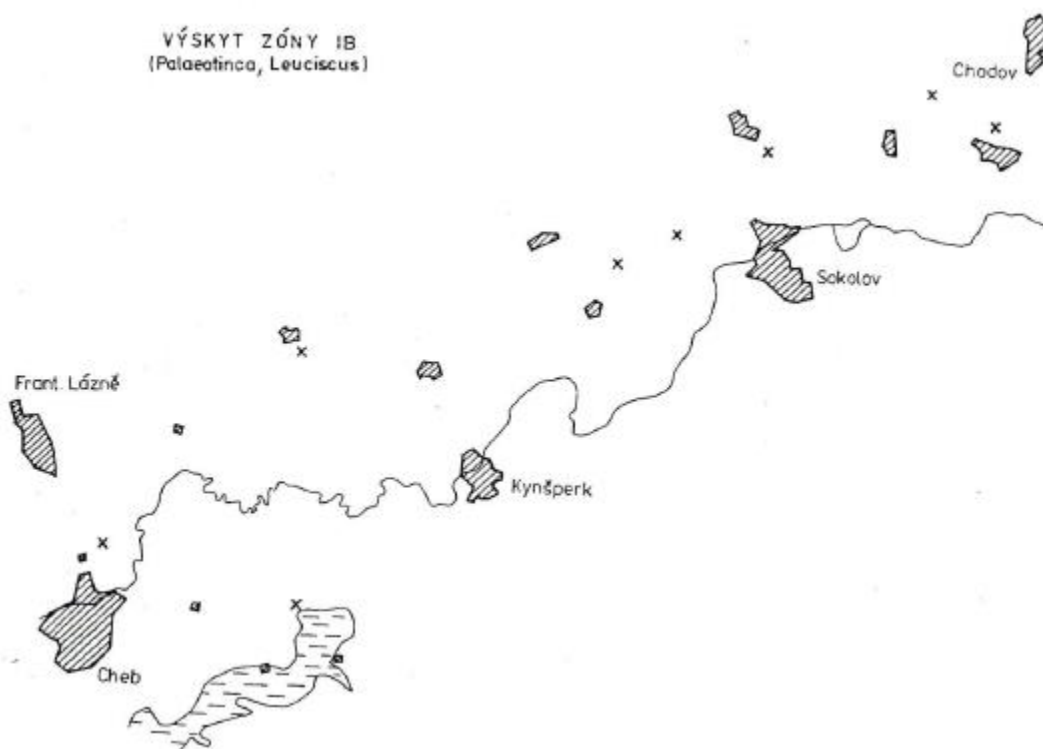 VÝSKYT ZÓNY IB
(Palaeotinca, Leuciscus)
Chodov
Sokolov
Frant. Lázně
Kynšperk
Cheb